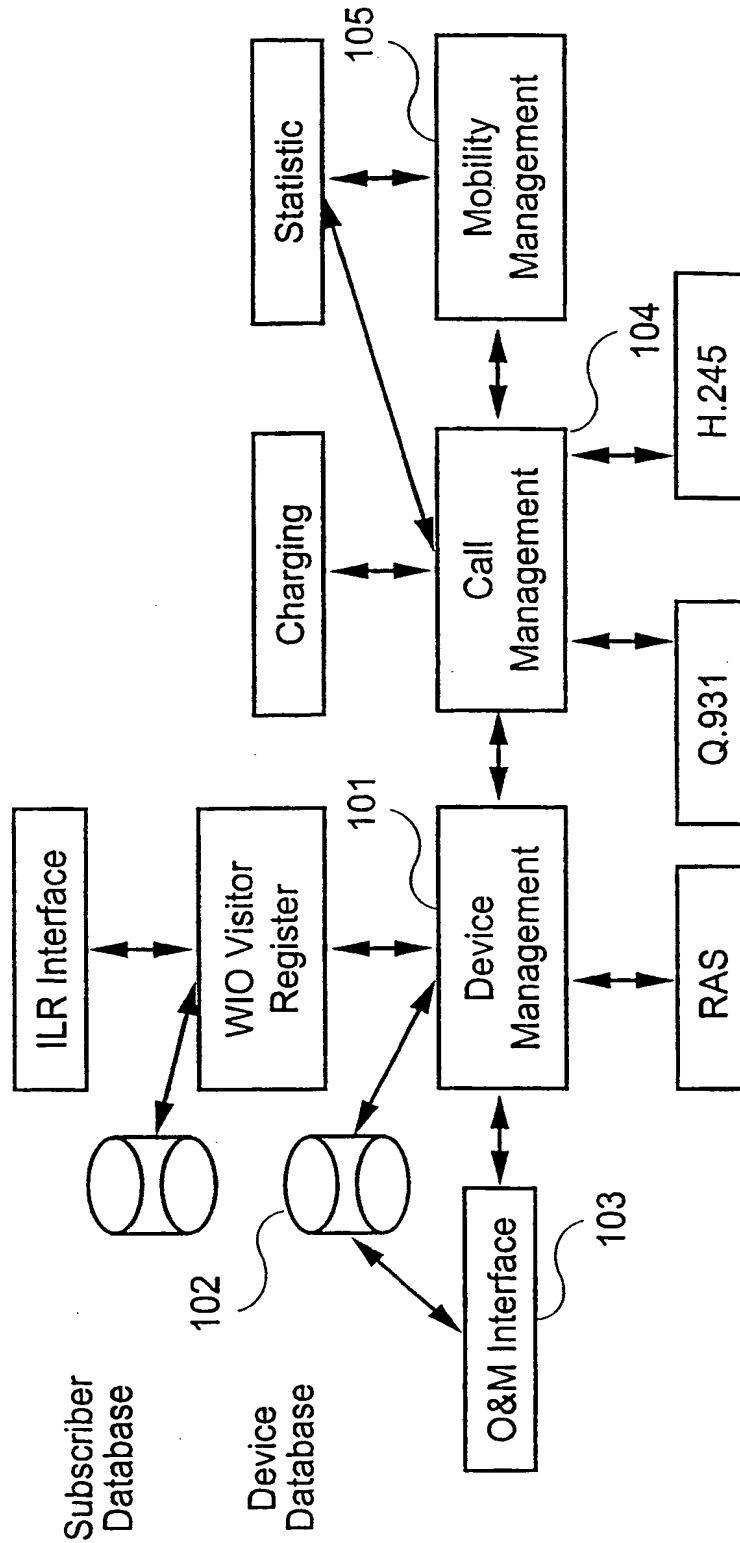 ILR Interface
Subscriber
Database
WIO Visitor
Register
Charging
Statistic
Device
Database
102
101
104
105
O&M Interface
103
Device
Management
Call
Management
Mobility
Management
RAS
Q.931
H.245